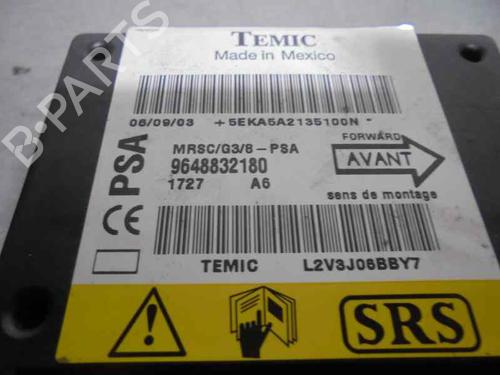 TEMIC
Made in Mexico
06/09/03 +5EKA5A2135100N-
PSA
MRSC/G3/8-PSA
9648832180
1727 A6
FORWARD
AVANT
sens de montage
CE
TEMIC L2V3J06BBY7
SRS
B-PARTS